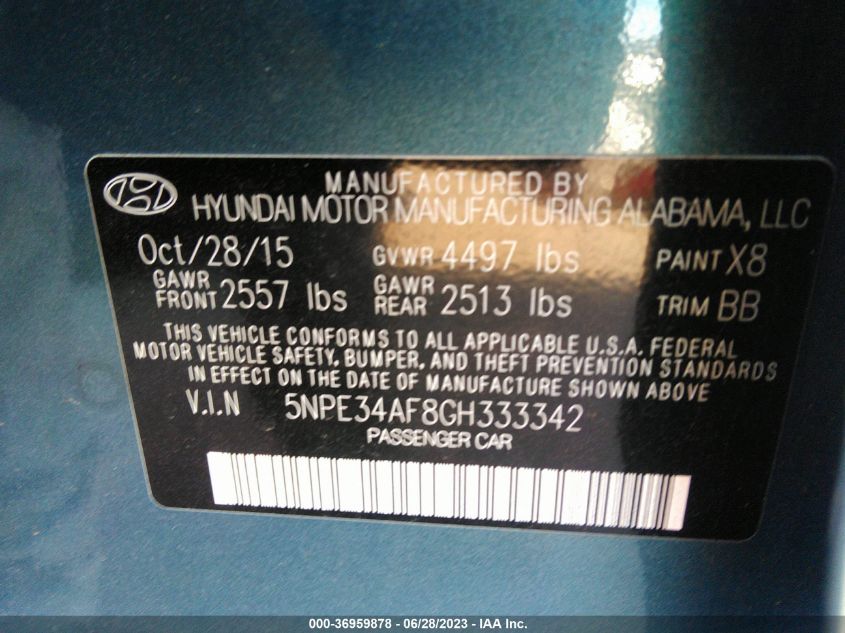 MANUFACTURED BY
HYUNDAI MOTOR MANUFACTURING ALABAMA, LLC
Oct/28/15 GVWR 4497 lbs PAINT X8
GAWR FRONT 2557 lbs GAWR REAR 2513 lbs TRIM BB
THIS VEHICLE CONFORMS TO ALL APPLICABLE U.S.A. FEDERAL
MOTOR VEHICLE SAFETY, BUMPER, AND THEFT PREVENTION STANDARDS
IN EFFECT ON THE DATE OF MANUFACTURE SHOWN ABOVE
V.I.N 5NPE34AF8GH333342
PASSENGER CAR
000-36959878 - 06/28/2023 - IAA Inc.